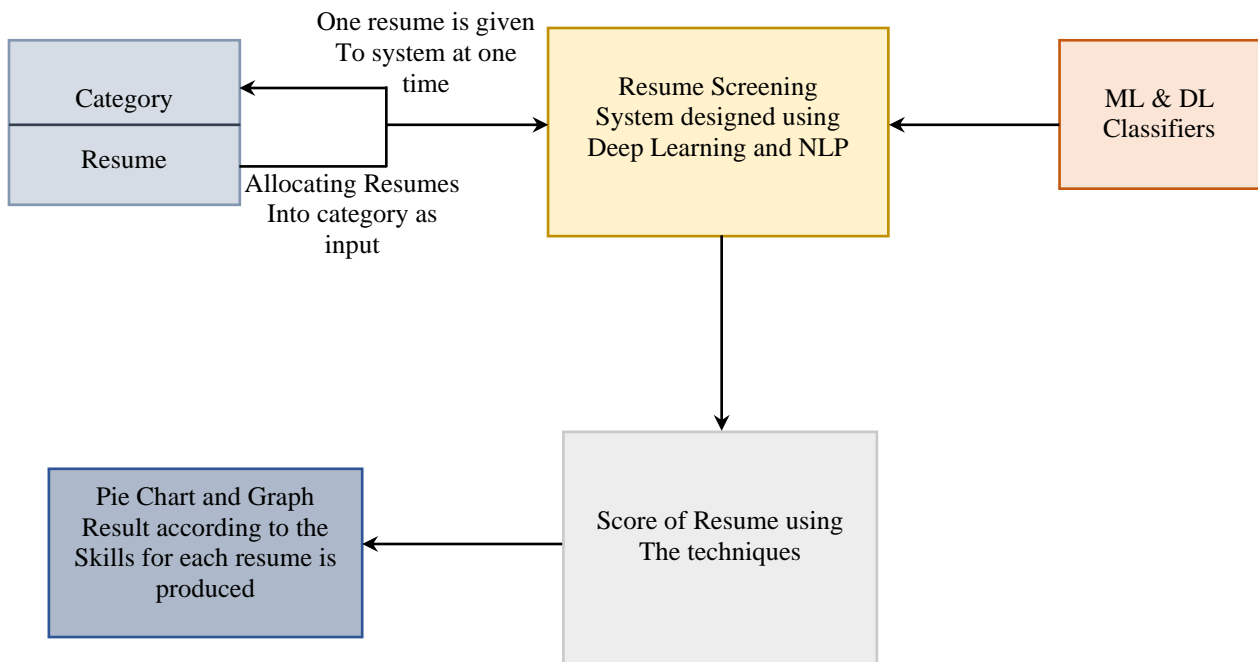 Category
Resume
One resume is given
To system at one
time
Allocating Resumes
Into category as
input
Resume Screening
System designed using
Deep Learning and NLP
ML & DL
Classifiers
Score of Resume using
The techniques
Pie Chart and Graph
Result according to the
Skills for each resume is
produced